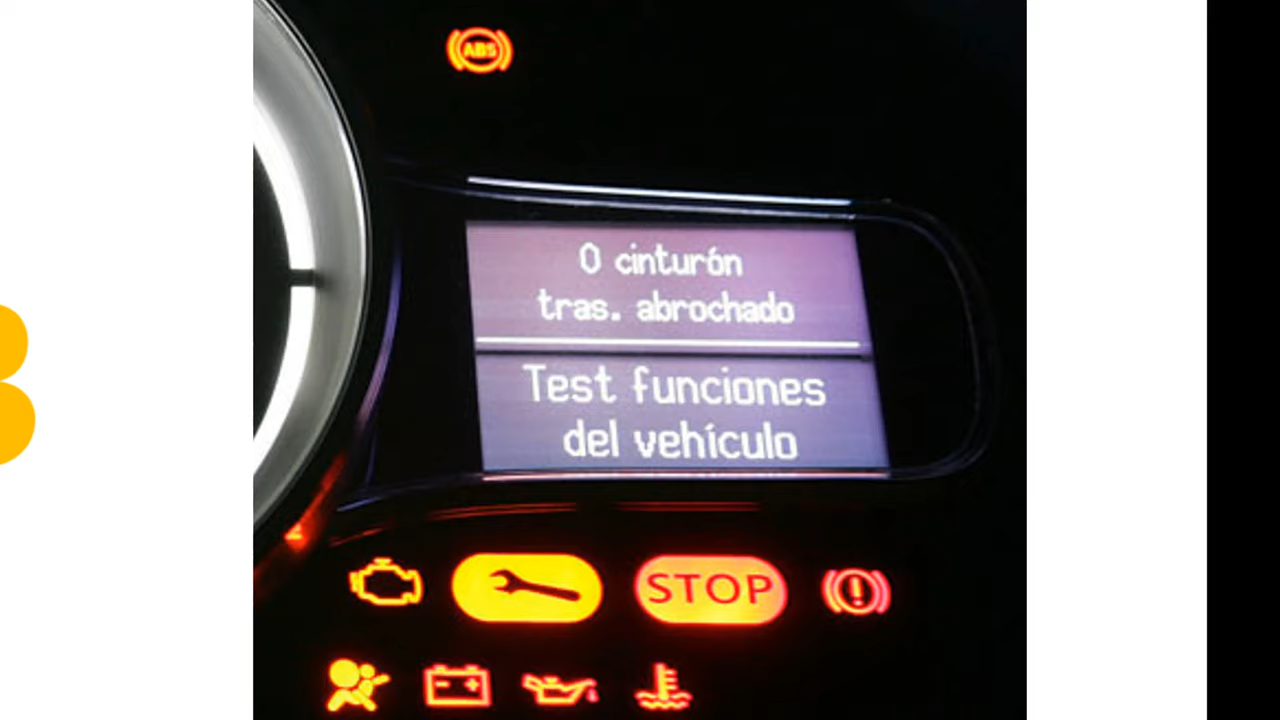 ABS
0 cinturón
tras. abrochado
Test funciones
del vehículo
STOP